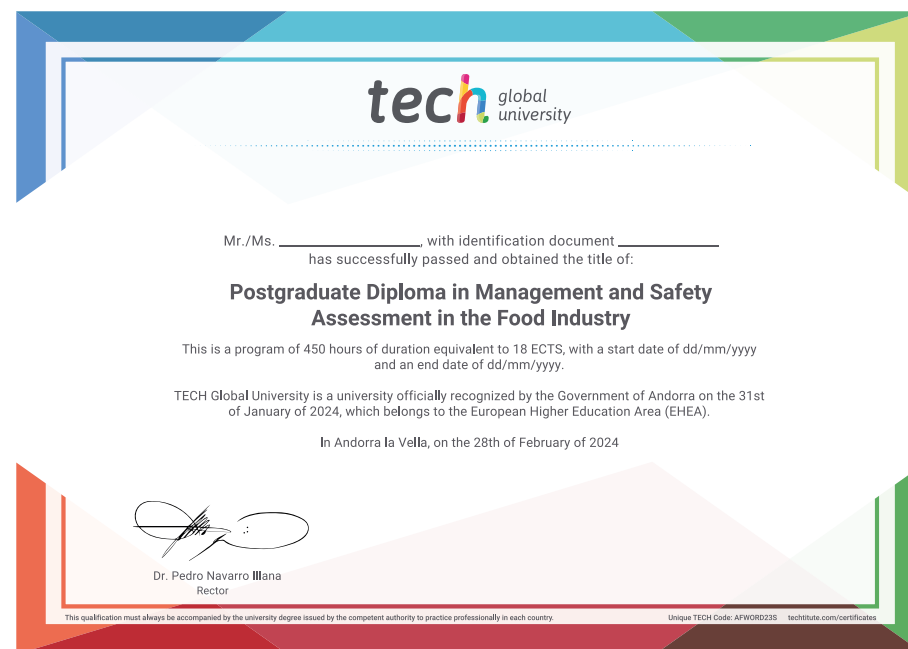 tech global
university
Mr./Ms. ____________________, with identification document ______________
has successfully passed and obtained the title of:
Postgraduate Diploma in Management and Safety
Assessment in the Food Industry
This is a program of 450 hours of duration equivalent to 18 ECTS, with a start date of dd/mm/yyyy
and an end date of dd/mm/yyyy.
TECH Global University is a university officially recognized by the Government of Andorra on the 31st
of January of 2024, which belongs to the European Higher Education Area (EHEA).
In Andorra la Vella, on the 28th of February of 2024
Dr. Pedro Navarro Illana
Rector
This qualification must always be accompanied by the university degree issued by the competent authority to practice professionally in each country. Unique TECH Code: AFWORD23S techtitute.com/certificates